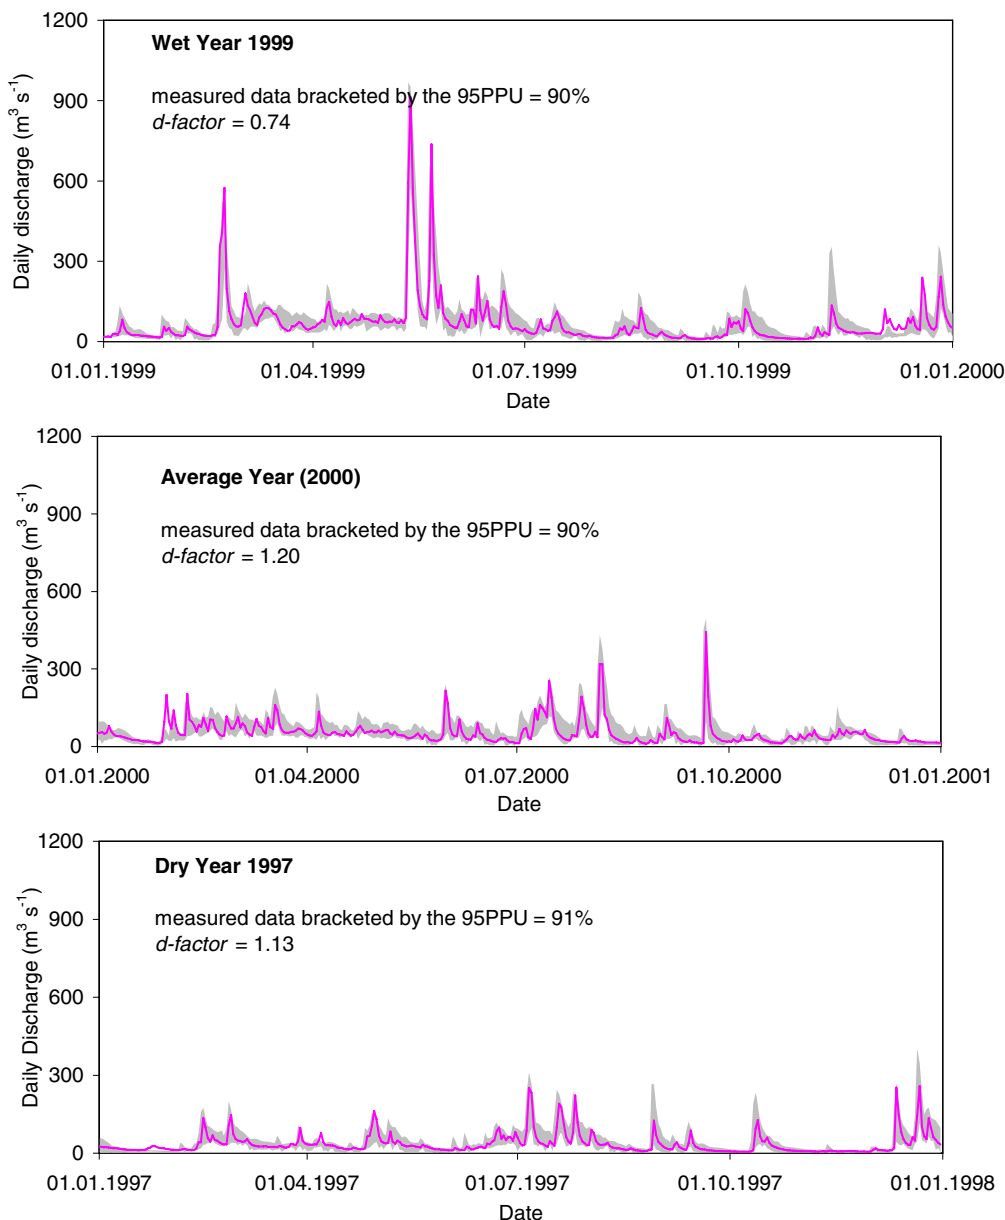 1200
Wet Year 1999
measured data bracketed by the 95PPU = 90%
d-factor = 0.74
900
600
300
0
Daily discharge (m³ s⁻¹)
01.01.1999 01.04.1999 01.07.1999 01.10.1999 01.01.2000
Date
1200
Average Year (2000)
measured data bracketed by the 95PPU = 90%
d-factor = 1.20
900
600
300
0
Daily discharge (m³ s⁻¹)
01.01.2000 01.04.2000 01.07.2000 01.10.2000 01.01.2001
Date
1200
Dry Year 1997
measured data bracketed by the 95PPU = 91%
d-factor = 1.13
900
600
300
0
Daily Discharge (m³ s⁻¹)
01.01.1997 01.04.1997 01.07.1997 01.10.1997 01.01.1998
Date